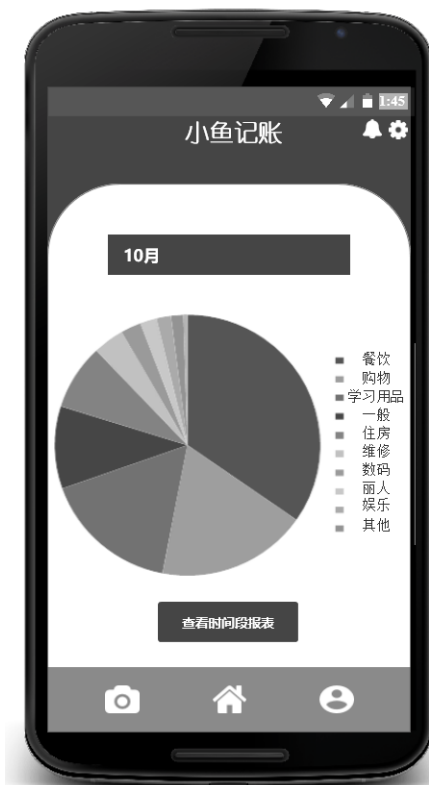 1:45
小鱼记账
10月
餐饮
购物
学习用品
一般
住房
维修
数码
丽人
娱乐
其他
查看时间段报表